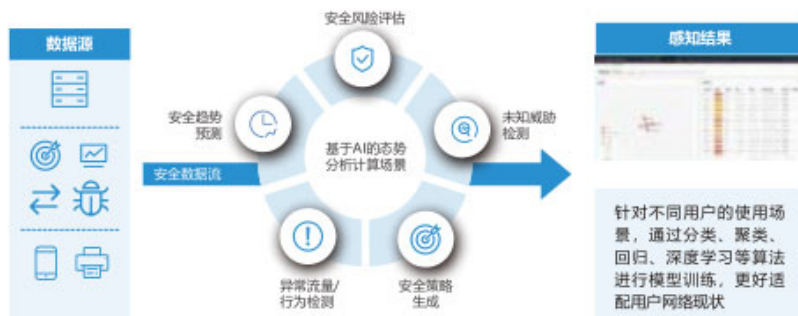 数据源
安全风险评估
安全趋势
预测
未知威胁
检测
基于AI的态势
分析计算场景
安全数据流
异常流量/
行为检测
安全策略
生成
感知结果
针对不同用户的使用场
景，通过分类、聚类、
回归、深度学习等算法
进行模型训练，更好适
配用户网络现状